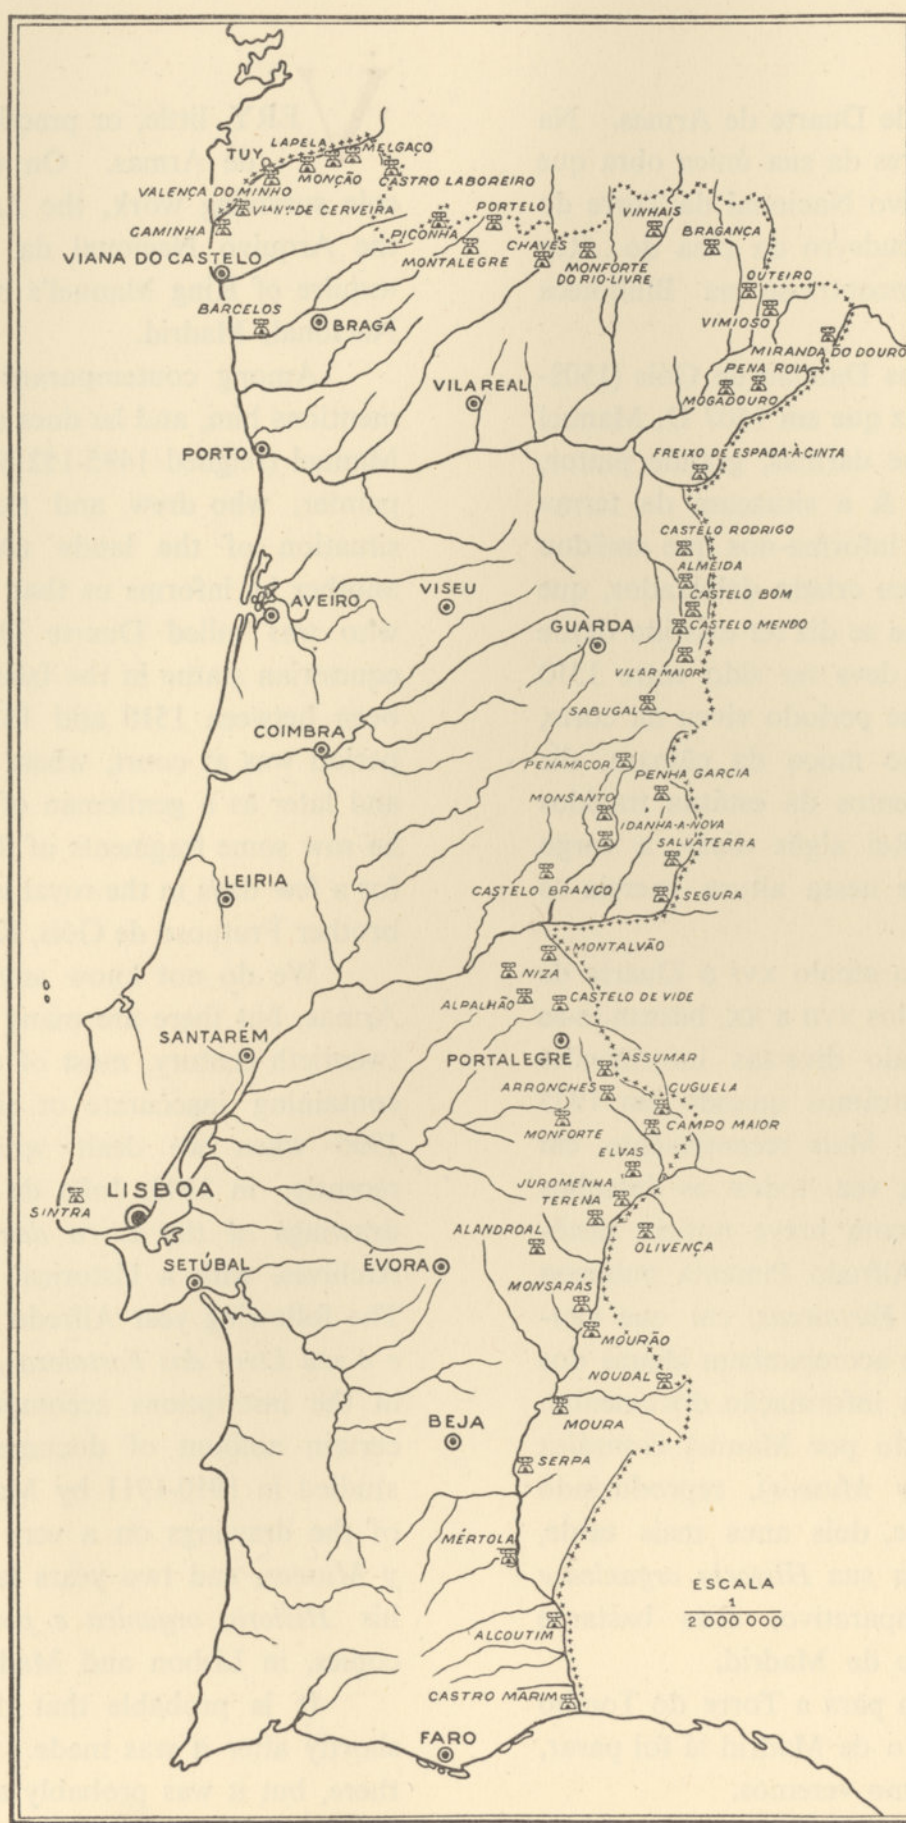 LAPELA
MELGAÇO
TUY
MONÇÃO
CASTRO LABOREIRO
VALENÇA DO MINHO
VIANA DE CERVEIRA
CAMINHA
PICONHA
PORTELO
VINHAIS
BRAGANÇA
VIANA DO CASTELO
MONTALEGRE
CHAVES
MONFORTE
DO RIO-LIVRE
OUTEIRO
BARCELOS
BRAGA
VIMIOSO
MIRANDA DO DOURO
PENA ROIA
VILA REAL
MOGADOURO
PORTO
FREIXO DE ESPADA-À-CINTA
CASTELO RODRIGO
ALMEIDA
CASTELO BOM
AVEIRO
VISEU
GUARDA
CASTELO MENDO
VILAR MAIOR
SABUGAL
COIMBRA
PENAMACOR
PENHA GARCIA
MONSANTO
IDANHA-A-NOVA
SALVATERRA
LEIRIA
CASTELO BRANCO
SEGURA
MONTALVÃO
NIZA
ALPALHÃO
CASTELO DE VIDE
SANTARÉM
PORTALEGRE
ASSUMAR
ARRONCHES
OUGUELA
MONFORTE
CAMPO MAIOR
ELVAS
LISBOA
SINTRA
JUROMENHA
TERENA
ALANDROAL
OLIVENÇA
SETÚBAL
ÉVORA
MONSARÁS
MOURÃO
NOUDAL
BEJA
MOURA
SERPA
MÉRTOLA
ESCALA
1
2 000 000
ALCOUTIM
CASTRO MARIM
FARO